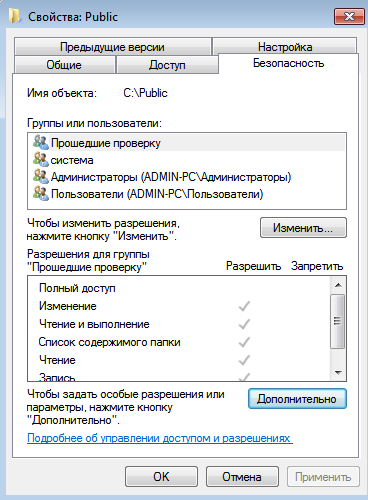 Свойства: Public
Предыдущие версии
Настройка
Общие
Доступ
Безопасность
Имя объекта: C:\Public
Группы или пользователи:
Прошедшие проверку
система
Администраторы (ADMIN-PC\Администраторы)
Пользователи (ADMIN-PC\Пользователи)
Чтобы изменить разрешения,
нажмите кнопку "Изменить".
Изменить...
Разрешения для группы
"Прошедшие проверку"
Разрешить
Запретить
Полный доступ
Изменение
Чтение и выполнение
Список содержимого папки
Чтение
Запись
Чтобы задать особые разрешения или
параметры, нажмите кнопку
"Дополнительно".
Дополнительно
Подробнее об управлении доступом и разрешениях
ОК
Отмена
Применить